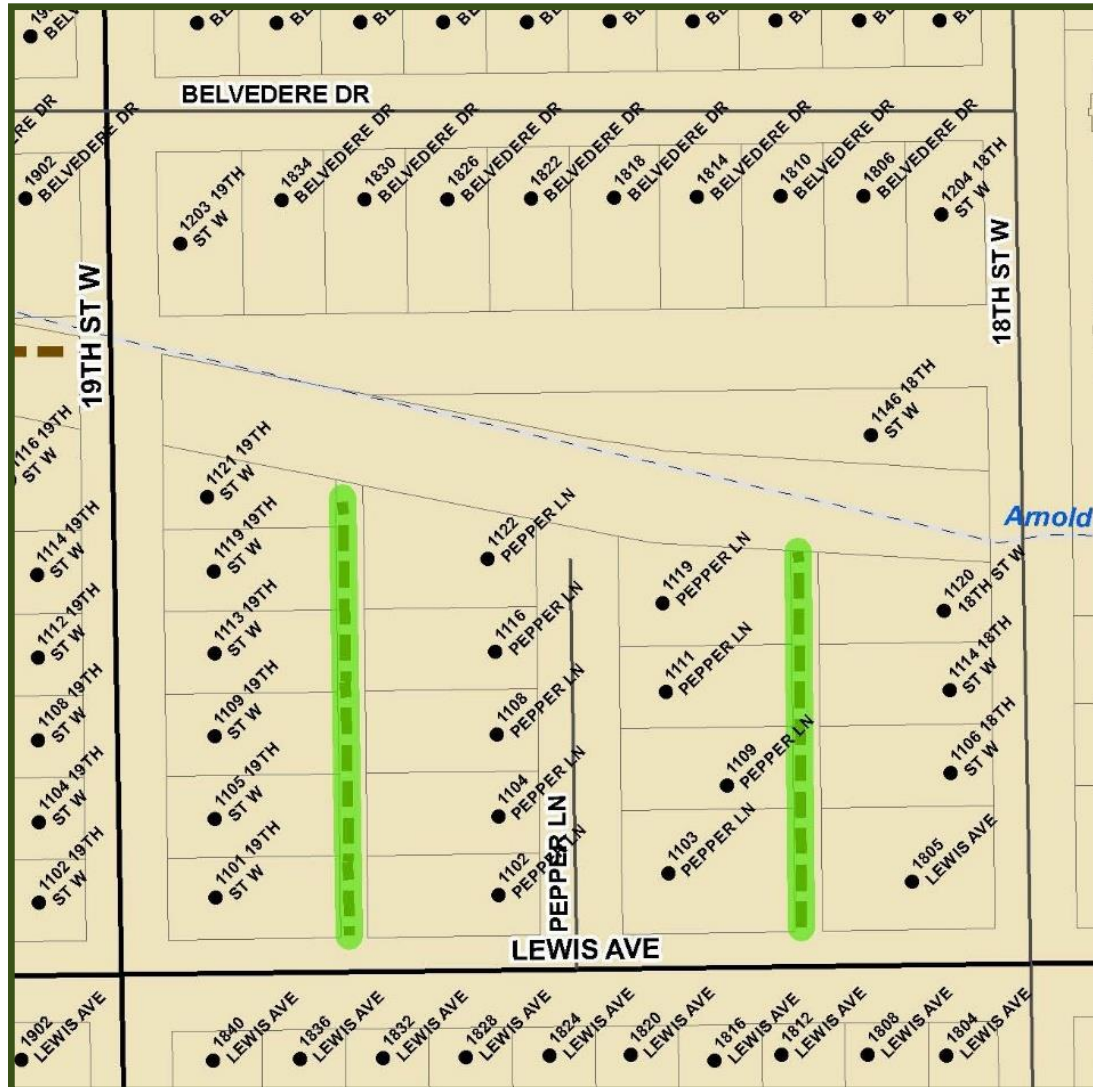 BELVEDERE DR
1902
BELVEDERE DR
1203 19TH
ST W
1834
BELVEDERE DR
1830
BELVEDERE DR
1826
BELVEDERE DR
1822
BELVEDERE DR
1818
BELVEDERE DR
1814
BELVEDERE DR
1810
BELVEDERE DR
1806
BELVEDERE DR
1204 18TH
ST W
19TH ST W
18TH ST W
1146 18TH
ST W
Arnold
1116 19TH
ST W
1121 19TH
ST W
1122
PEPPER LN
1119
PEPPER LN
1120
18TH ST W
1114 19TH
ST W
1119 19TH
ST W
1116
PEPPER LN
1111
PEPPER LN
1114 18TH
ST W
1112 19TH
ST W
1113 19TH
ST W
1108
PEPPER LN
1109
PEPPER LN
1106 18TH
ST W
1108 19TH
ST W
1109 19TH
ST W
1104
PEPPER LN
1103
PEPPER LN
1805
LEWIS AVE
1104 19TH
ST W
1105 19TH
ST W
1102
PEPPER LN
PEPPER LN
1102 19TH
ST W
1101 19TH
ST W
LEWIS AVE
1902
LEWIS AVE
1840
LEWIS AVE
1836
LEWIS AVE
1832
LEWIS AVE
1828
LEWIS AVE
1824
LEWIS AVE
1820
LEWIS AVE
1816
LEWIS AVE
1812
LEWIS AVE
1808
LEWIS AVE
1804
LEWIS AVE